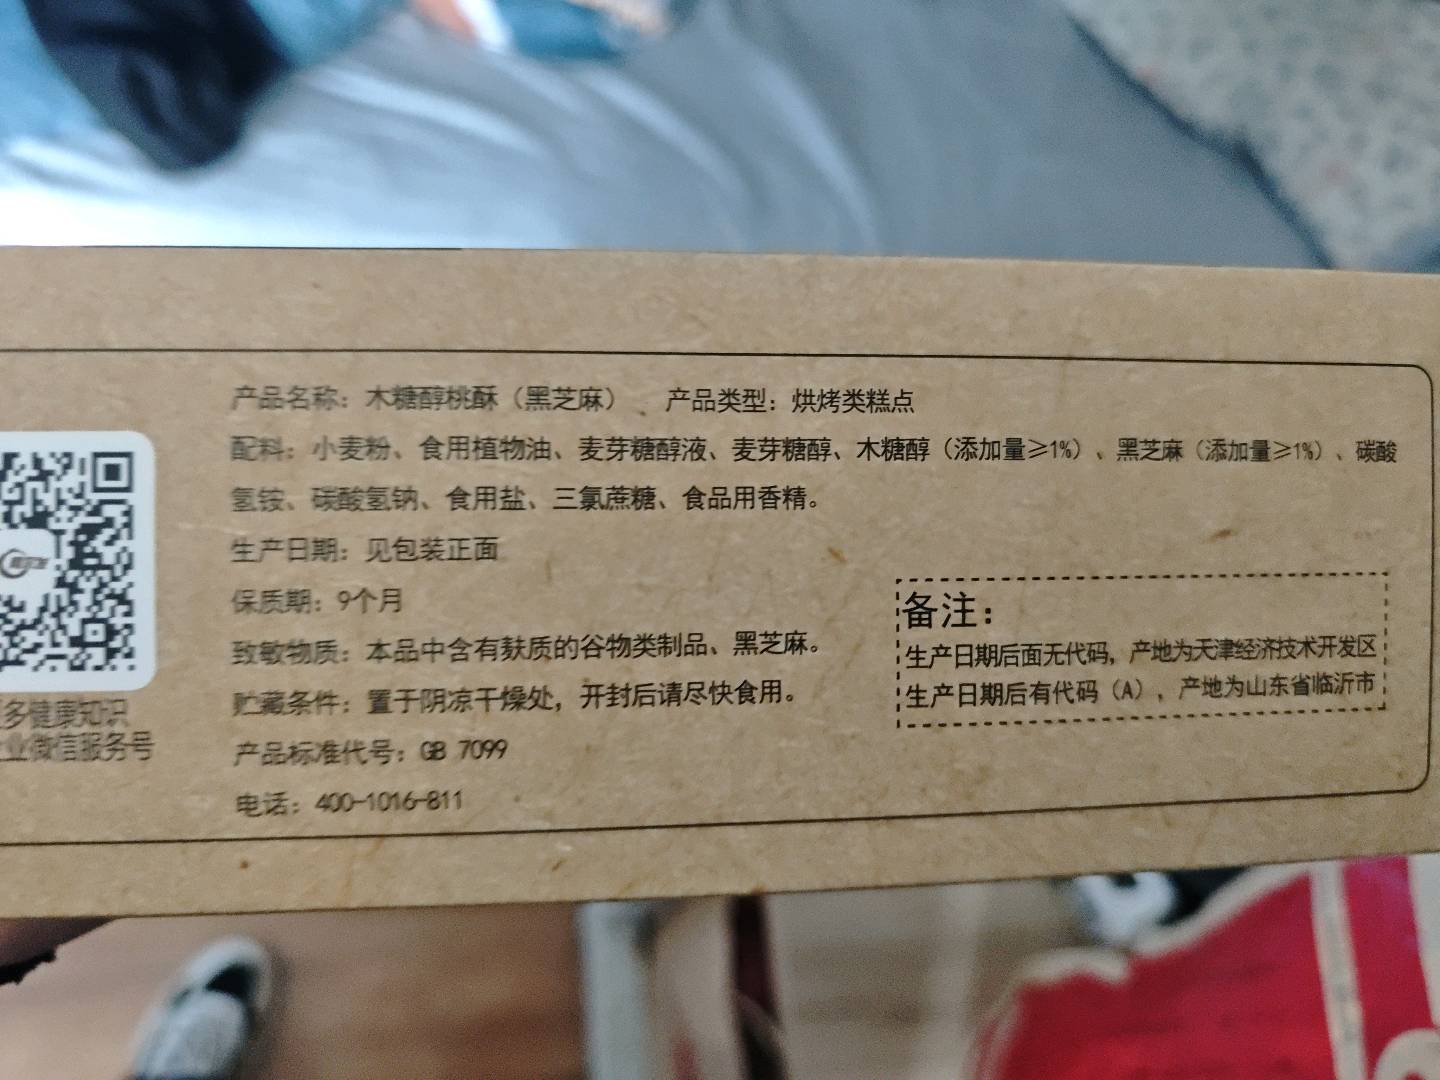 产品名称：木糖醇桃酥（黑芝麻）、 产品类型：烘烤类糕点
配料：小麦粉、食用植物油、麦芽糖醇液、麦芽糖醇、木糖醇（添加量≥1%）、黑芝麻（添加量≥1%）、碳酸
氢铵、碳酸氢钠、食用盐、三氯蔗糖、食品用香精。
生产日期：见包装正面
保质期：9个月
致敏物质：本品中含有麸质的谷物类制品、黑芝麻。
贮藏条件：置于阴凉干燥处，开封后请尽快食用。
产品标准代号：GB 7099
电话：400-1016-811
备注：
生产日期后面无代码，产地为天津经济技术开发区
生产日期后有代码（A），产地为山东省临沂市
多健康知识
业微信服务号